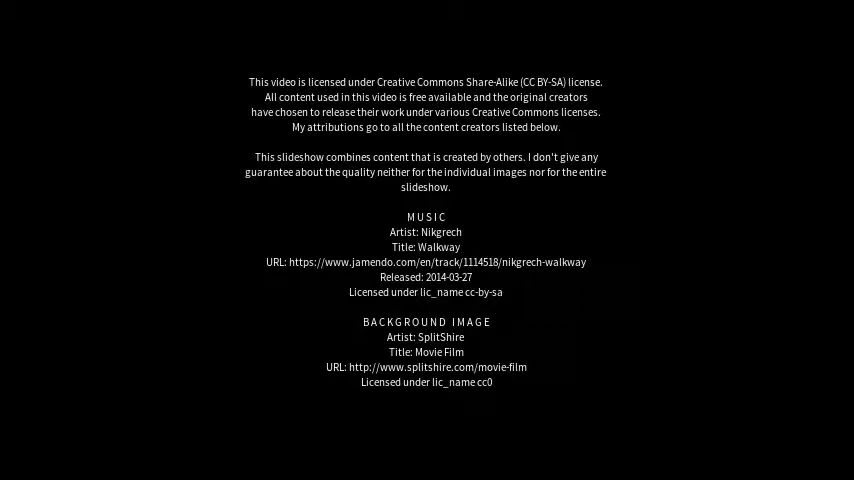 This video is licensed under Creative Commons Share-Alike (CC BY-SA) license.
All content used in this video is free available and the original creators
have chosen to release their work under various Creative Commons licenses.
My attributions go to all the content creators listed below.
This slideshow combines content that is created by others. I don't give any
guarantee about the quality neither for the individual images nor for the entire
slideshow.
MUSIC
Artist: Nikgrech
Title: Walkway
URL: https://www.jamendo.com/en/track/1114518/nikgrech-walkway
Released: 2014-03-27
Licensed under lic_name cc-by-sa
BACKGROUND IMAGE
Artist: SplitShire
Title: Movie Film
URL: http://www.splitshire.com/movie-film
Licensed under lic_name cc0